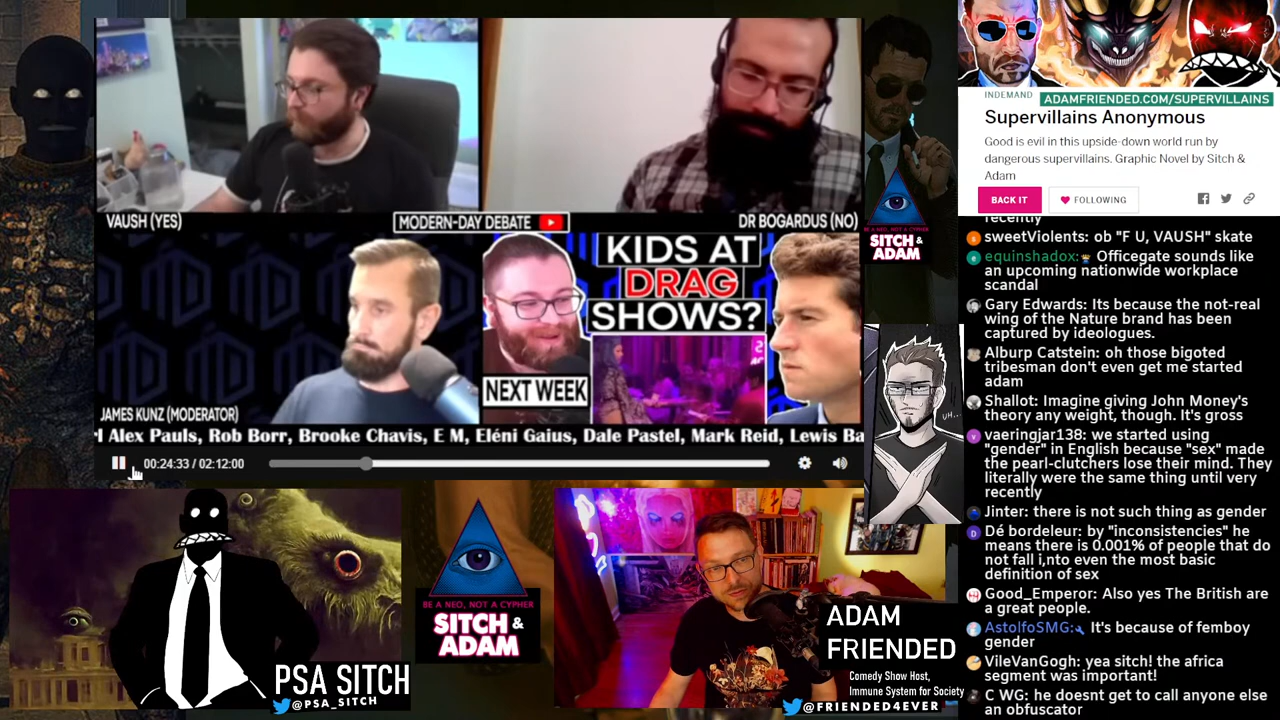 VAUSH (YES)
MODERN-DAY DEBATE
DR BOGARDUS (NO)
KIDS AT
DRAG
SHOWS?
NEXT WEEK
JAMES KUNZ (MODERATOR)
Alex Pauls, Rob Borr, Brooke Chavis, E M, Eléni Gaius, Dale Pastel, Mark Reid, Lewis Ba
00:24:33 / 02:12:00
BE A NEO, NOT A CYPHER
SITCH &
ADAM
UH...
PSA SITCH
@PSA_SITCH
BE A NEO, NOT A CYPHER
SITCH &
ADAM
ADAM
FRIENDED
Comedy Show Host,
Immune System for Society
@FRIENDED4EVER
INDEMAND
ADAMFRIENDED.COM/SUPERVILLAINS
Supervillains Anonymous
Good is evil in this upside-down world run by
dangerous supervillains. Graphic Novel by Sitch &
Adam
BACK IT
FOLLOWING
recently
sweetViolents: ob "F U, VAUSH" skate
equinshadox: Officegate sounds like
an upcoming nationwide workplace
scandal
Gary Edwards: Its because the not-real
wing of the Nature brand has been
captured by ideologues.
Alburp Catstein: oh those bigoted
tribesman don't even get me started
adam
Shallot: Imagine giving John Money's
theory any weight, though. It's gross
vaeringjar138: we started using
"gender" in English because "sex" made
the pearl-clutchers lose their mind. They
literally were the same thing until very
recently
Jinter: there is not such thing as gender
Dé bordeleur: by "inconsistencies" he
means there is 0,001% of people that do
not fall i,nto even the most basic
definition of sex
Good_Emperor: Also yes The British are
a great people.
AstolfoSMG: It's because of femboy
gender
VileVanGogh: yea sitch! the africa
segment was important!
C WG: he doesnt get to call anyone else
an obfuscator